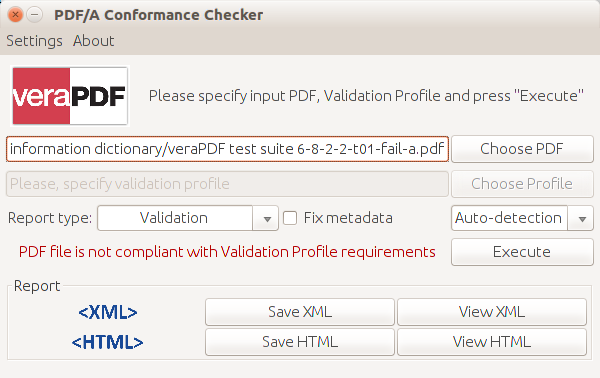 PDF/A Conformance Checker
Settings About
veraPDF Please specify input PDF, Validation Profile and press "Execute"
information dictionary/veraPDF test suite 6-8-2-2-t01-fail-a.pdf Choose PDF
Please, specify validation profile Choose Profile
Report type: Validation Fix metadata Auto-detection
PDF file is not compliant with Validation Profile requirements Execute
Report
<XML> Save XML View XML
<HTML> Save HTML View HTML